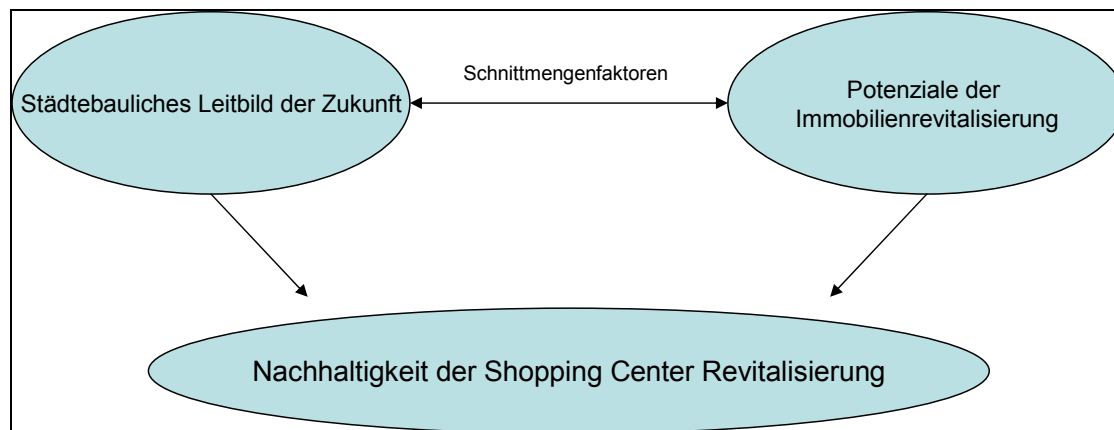 Schnittmengenfaktoren
Städtebauliches Leitbild der Zukunft
Potenziale der
Immobilienrevitalisierung
Nachhaltigkeit der Shopping Center Revitalisierung